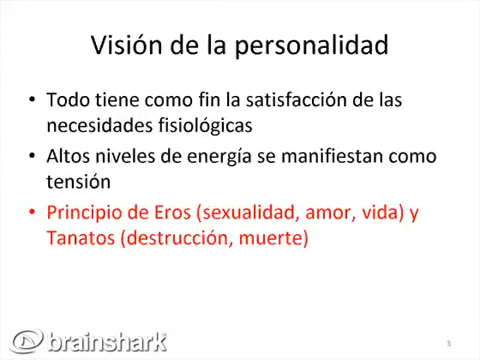 Visión de la personalidad
• Todo tiene como fin la satisfacción de las
necesidades fisiológicas
• Altos niveles de energía se manifiestan como
tensión
• Principio de Eros (sexualidad, amor, vida) y
Tanatos (destrucción, muerte)
brainshark
3